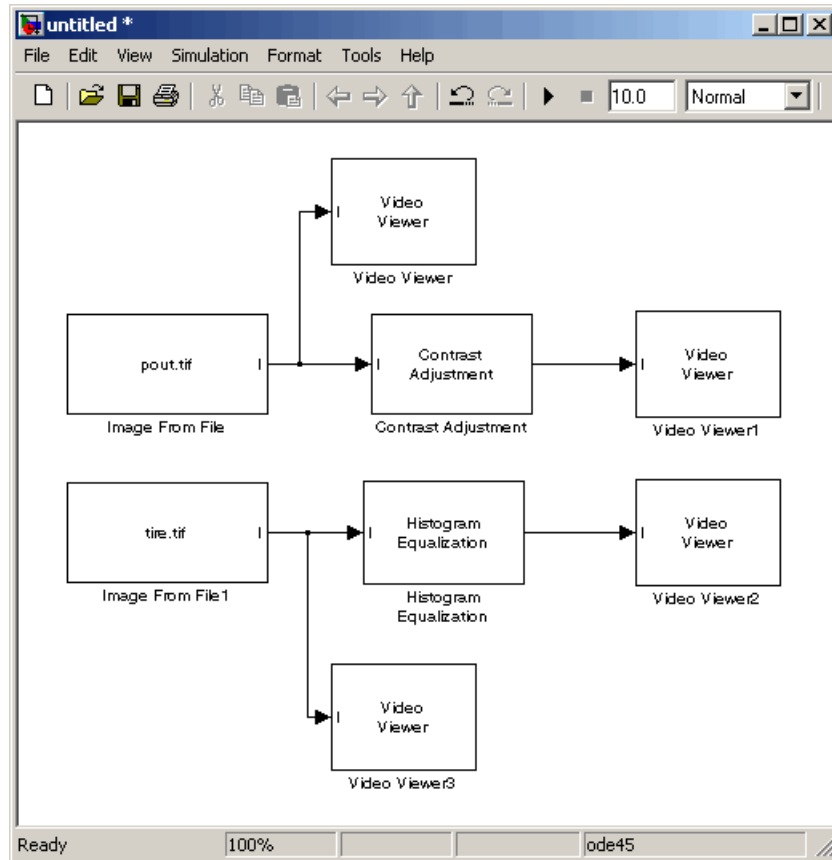 untitled *
File Edit View Simulation Format Tools Help
10.0 Normal
Video
Viewer
I
Video Viewer
pout.tif
I
Image From File
I
Contrast
Adjustment
Contrast Adjustment
I
Video
Viewer
Video Viewer1
tire.tif
I
Image From File1
I
Histogram
Equalization
Histogram
Equalization
I
Video
Viewer
Video Viewer2
I
Video
Viewer
Video Viewer3
Ready 100% ode45